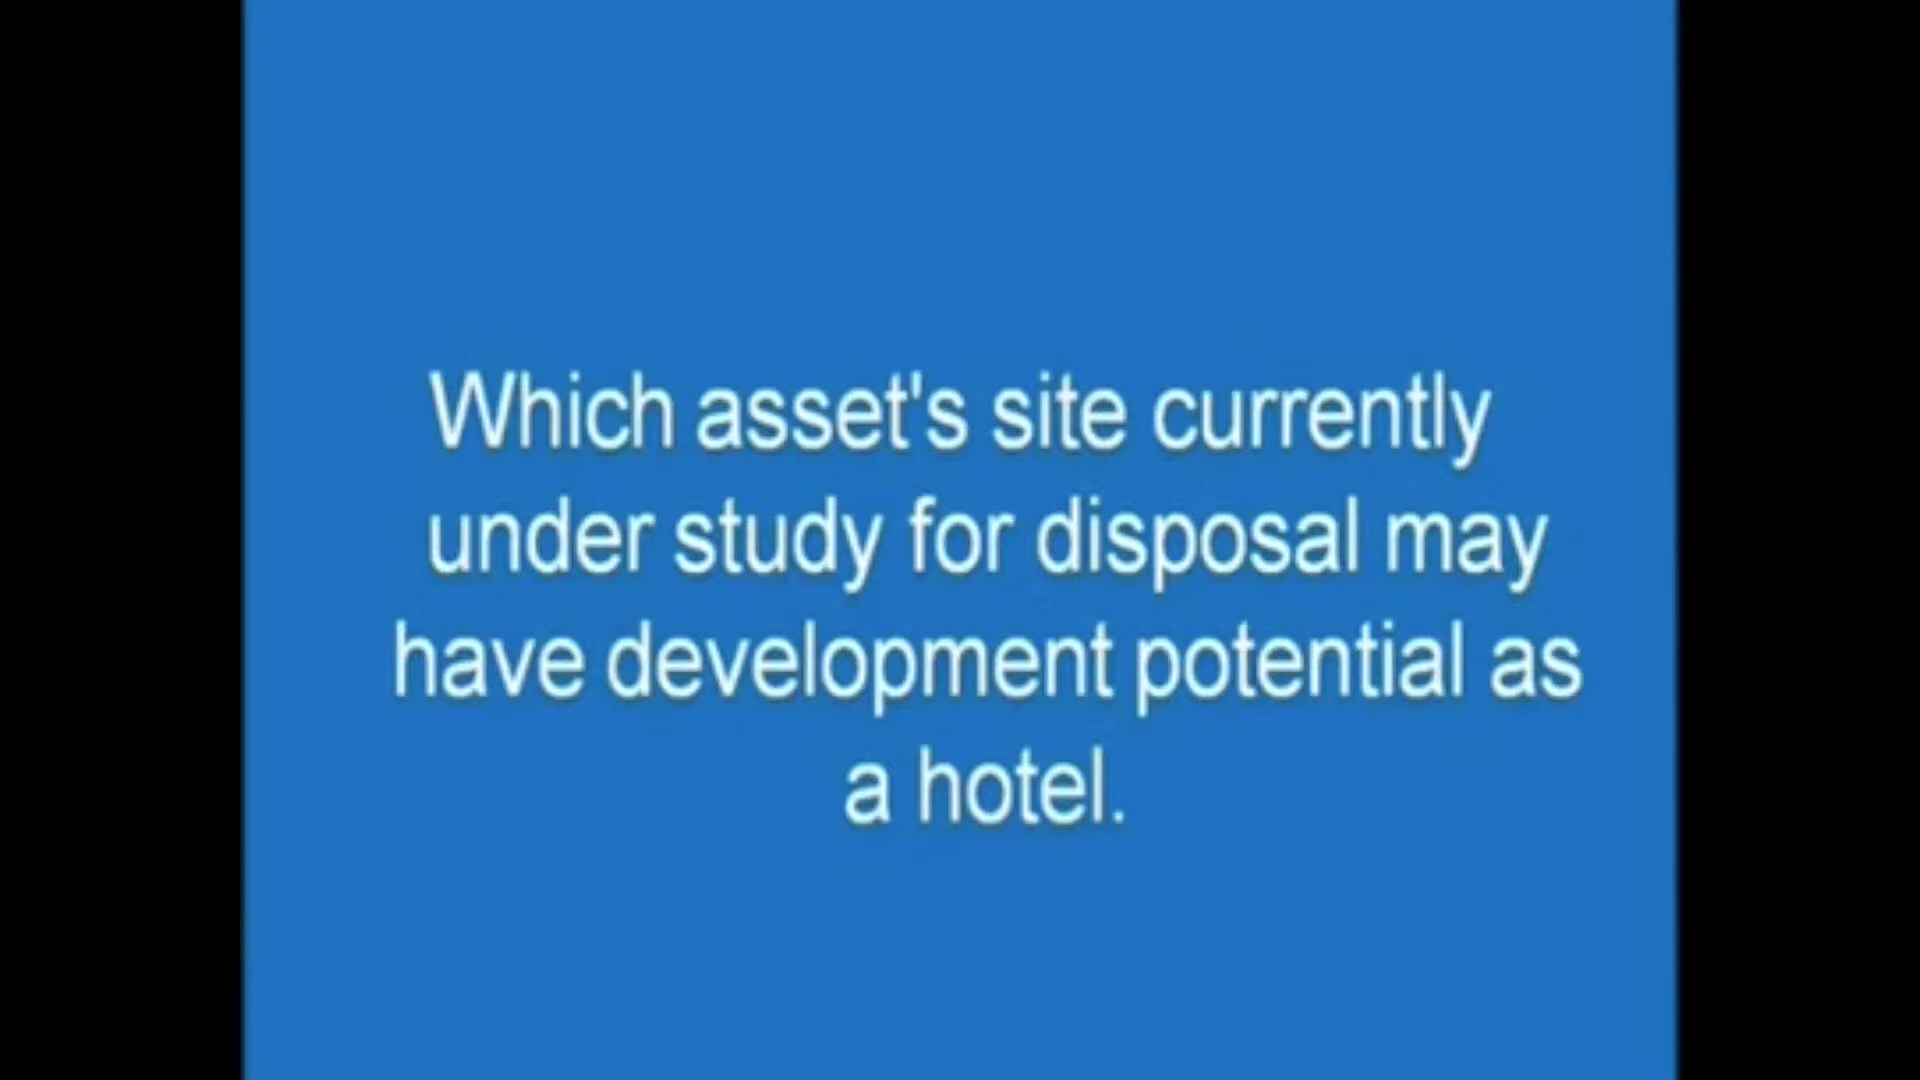 Which asset's site currently
under study for disposal may
have development potential as
a hotel.